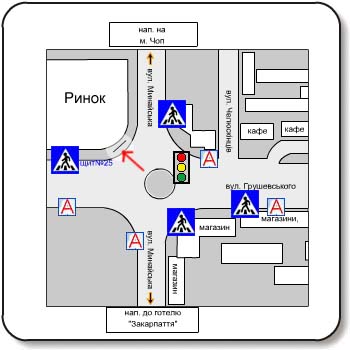 нап. на
м. Чоп
вул. Минайська
вул. Челюскінців
Ринок
кафе
кафе
щит№25
А
вул. Грушевського
А
магазини,
магазин
А
А
вул. Минайська
магазин
нап. до готелю
"Закарпаття"